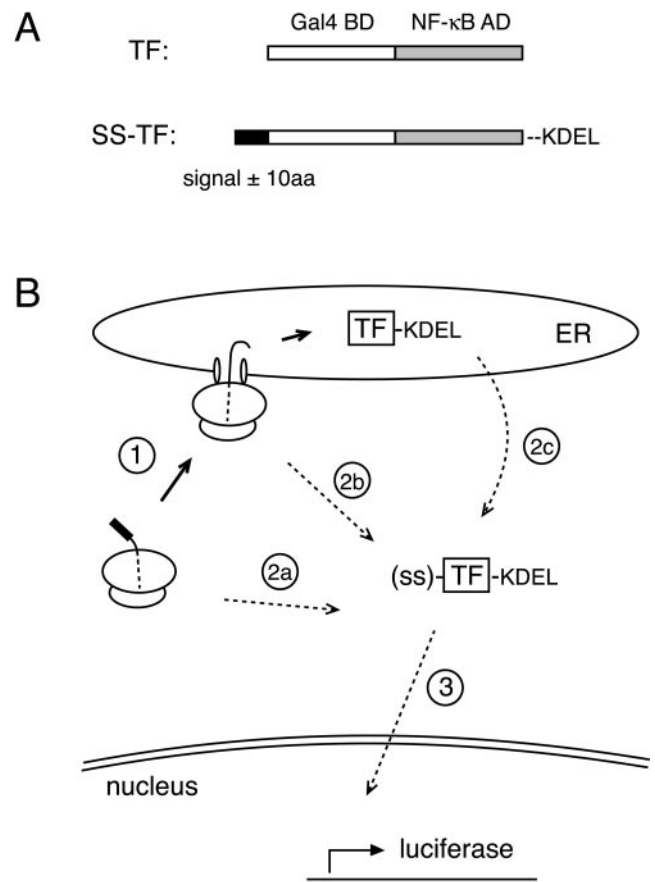 A
Gal4 BD NF-κB AD
TF:
SS-TF: --KDEL
signal ± 10aa
B
TF -KDEL ER
1
2c
2b
2a
(ss)- TF -KDEL
3
nucleus
luciferase